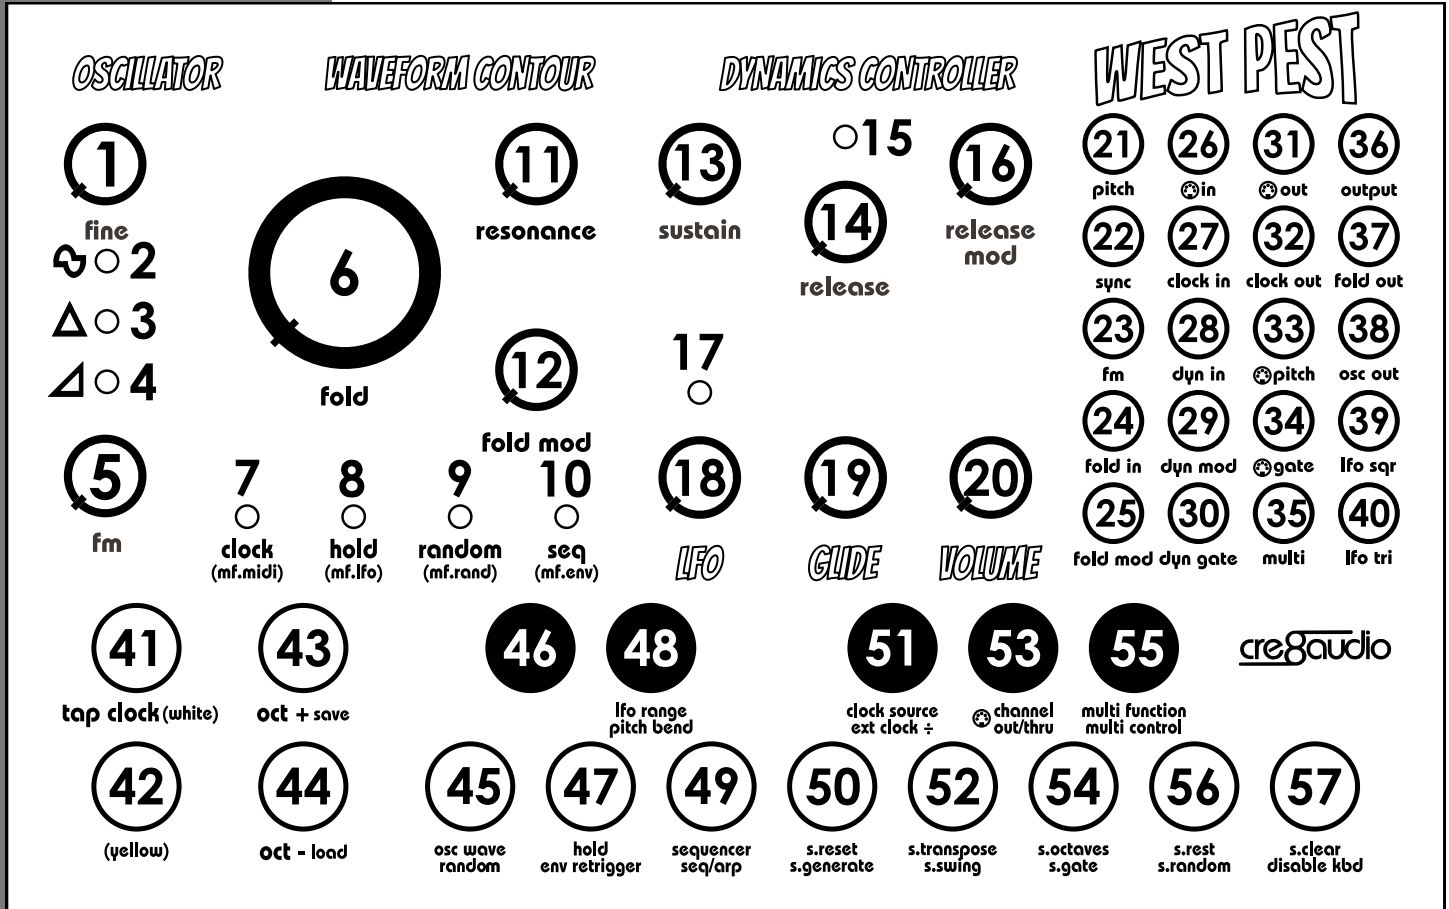 OSCILLATOR
WAVEFORM CONTOUR
DYNAMICS CONTROLLER
WEST PEST
1
fine
2
3
4
5
fm
6
fold
11
resonance
12
fold mod
7
clock
(mf.midi)
8
hold
(mf.lfo)
9
random
(mf.rand)
10
seq
(mf.env)
13
sustain
15
14
release
16
release
mod
17
18
LFO
19
GLIDE
20
VOLUME
21
pitch
26
in
31
out
36
output
22
sync
27
clock in
32
clock out
37
fold out
23
fm
28
dyn in
33
pitch
38
osc out
24
fold in
29
dyn mod
34
gate
39
lfo sqr
25
fold mod
30
dyn gate
35
multi
40
lfo tri
41
tap clock (white)
43
oct + save
46
48
lfo range
pitch bend
51
clock source
ext clock ÷
53
channel
out/thru
55
multi function
multi control
cre8audio
42
(yellow)
44
oct - load
45
osc wave
random
47
hold
env retrigger
49
sequencer
seq/arp
50
s.reset
s.generate
52
s.transpose
s.swing
54
s.octaves
s.gate
56
s.rest
s.random
57
s.clear
disable kbd